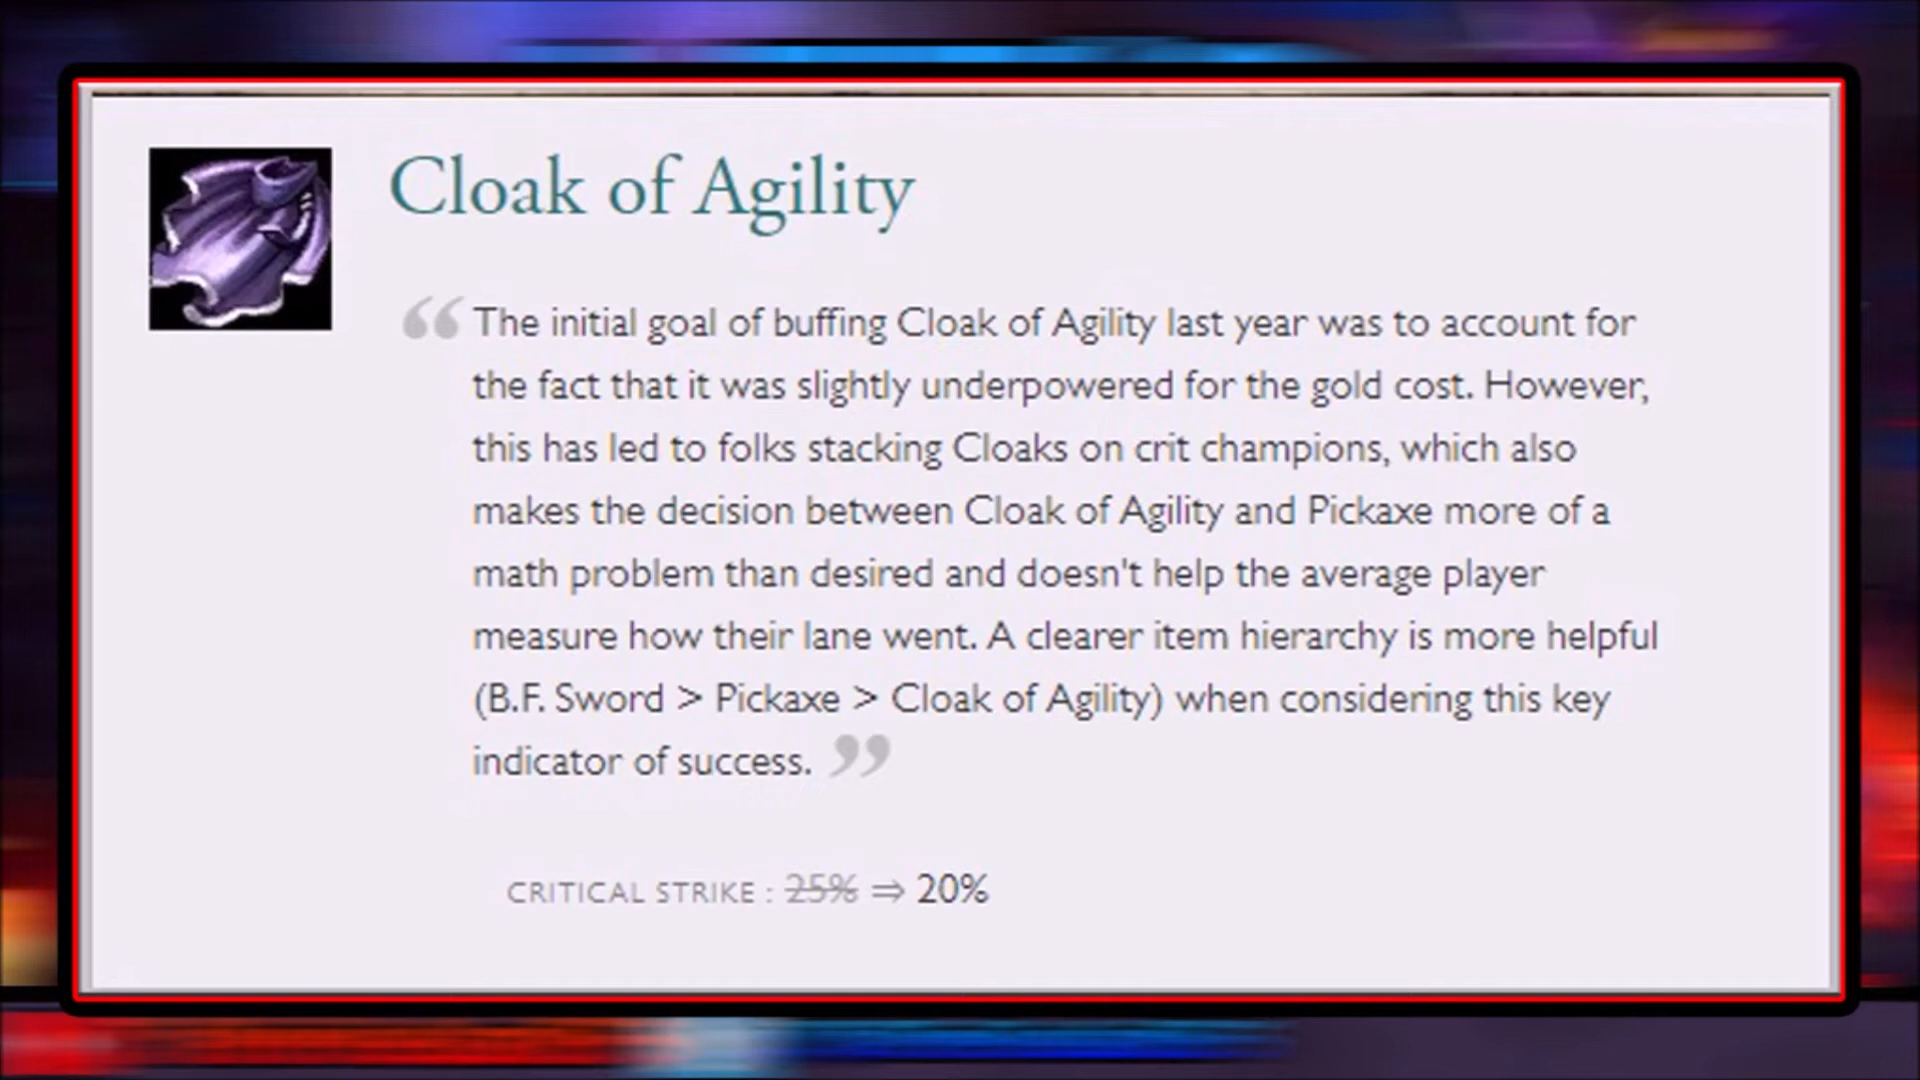 Cloak of Agility
“ The initial goal of buffing Cloak of Agility last year was to account for
the fact that it was slightly underpowered for the gold cost. However,
this has led to folks stacking Cloaks on crit champions, which also
makes the decision between Cloak of Agility and Pickaxe more of a
math problem than desired and doesn't help the average player
measure how their lane went. A clearer item hierarchy is more helpful
(B.F. Sword > Pickaxe > Cloak of Agility) when considering this key
indicator of success. ”
CRITICAL STRIKE : 25% ⇒ 20%